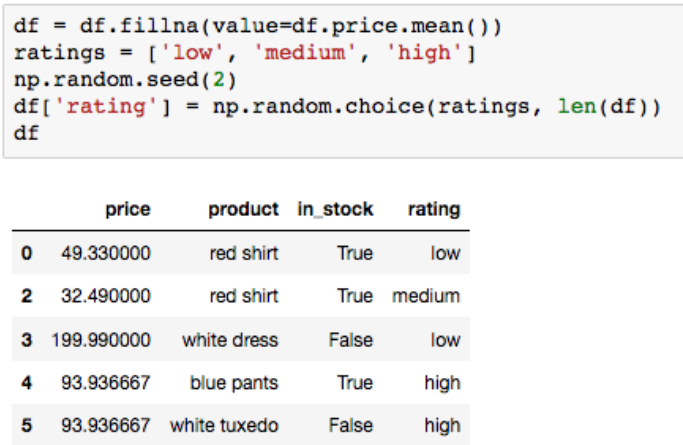 df = df.fillna(value=df.price.mean())
ratings = ['low', 'medium', 'high']
np.random.seed(2)
df['rating'] = np.random.choice(ratings, len(df))
df
price product in_stock rating
0 49.330000 red shirt True low
2 32.490000 red shirt True medium
3 199.990000 white dress False low
4 93.936667 blue pants True high
5 93.936667 white tuxedo False high